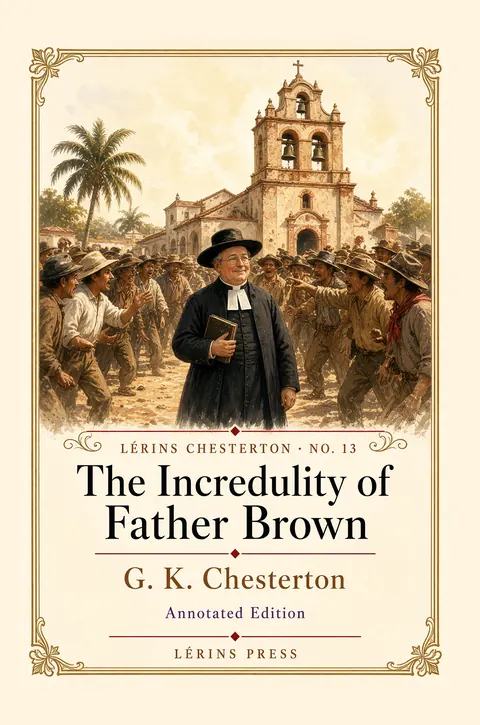 LÉRINS CHESTERTON · NO. 13
The Incredulity of
Father Brown
G. K. Chesterton
Annotated Edition
LÉRINS PRESS